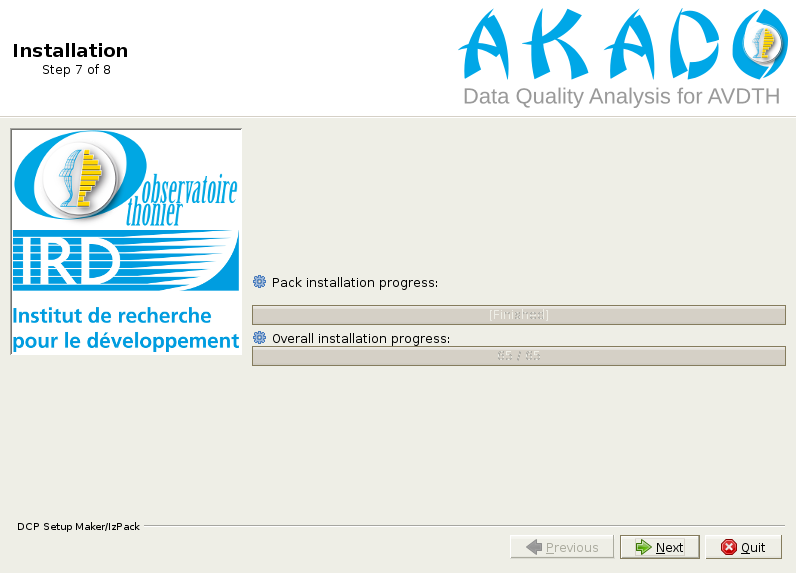 Installation
Step 7 of 8
AKADO
Data Quality Analysis for AVDTH
Observatoire
thonier
IRD
Institut de recherche
pour le développement
Pack installation progress:
[Finished]
Overall installation progress:
DCP Setup Maker/IzPack
Previous
Next
Quit